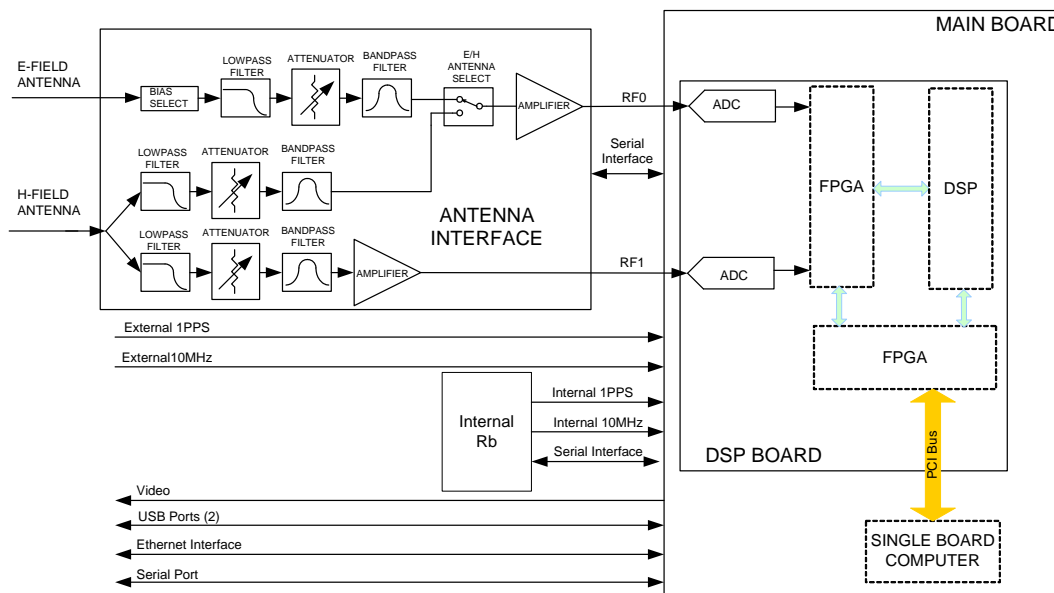 MAIN BOARD
E-FIELD
ANTENNA
BIAS
SELECT
LOWPASS
FILTER
ATTENUATOR
BANDPASS
FILTER
E/H
ANTENNA
SELECT
AMPLIFIER
RF0
ADC
Serial
Interface
FPGA
DSP
H-FIELD
ANTENNA
LOWPASS
FILTER
ATTENUATOR
BANDPASS
FILTER
ANTENNA
INTERFACE
LOWPASS
FILTER
ATTENUATOR
BANDPASS
FILTER
AMPLIFIER
RF1
ADC
External 1PPS
External10MHz
FPGA
Internal
Rb
Internal 1PPS
Internal 10MHz
Serial Interface
DSP BOARD
PCI Bus
Video
USB Ports (2)
Ethernet Interface
Serial Port
SINGLE BOARD
COMPUTER